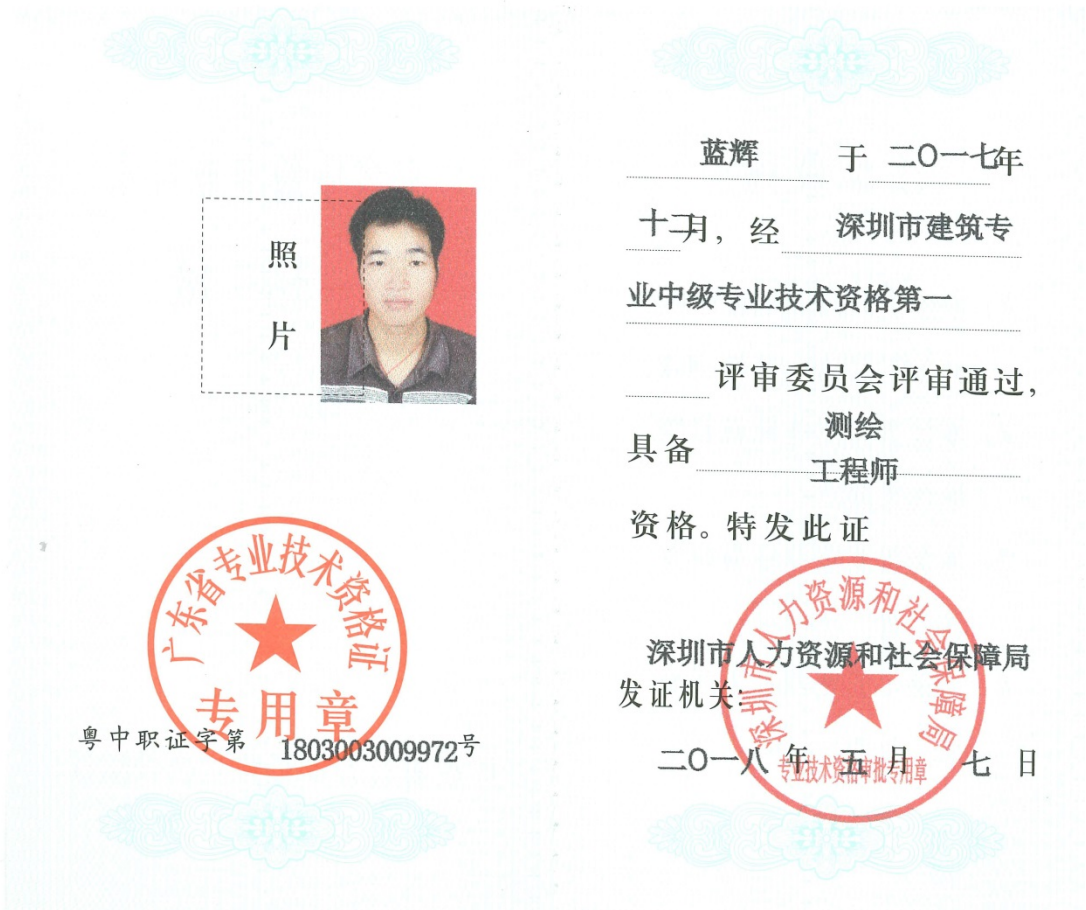 照
片
广东省专业技术资格证
专用章
粤中职证字第 1803003009972号
蓝辉 于 二〇一七年
十二月，经 深圳市建筑专
业中级专业技术资格第一
评审委员会评审通过，
具备 测绘
工程师
资格。特发此证
深圳市人力资源和社会保障局
深圳市人力资源和社会保障局
发证机关:
专业技术资格审批专用章
二〇一八 年 五 月 七 日